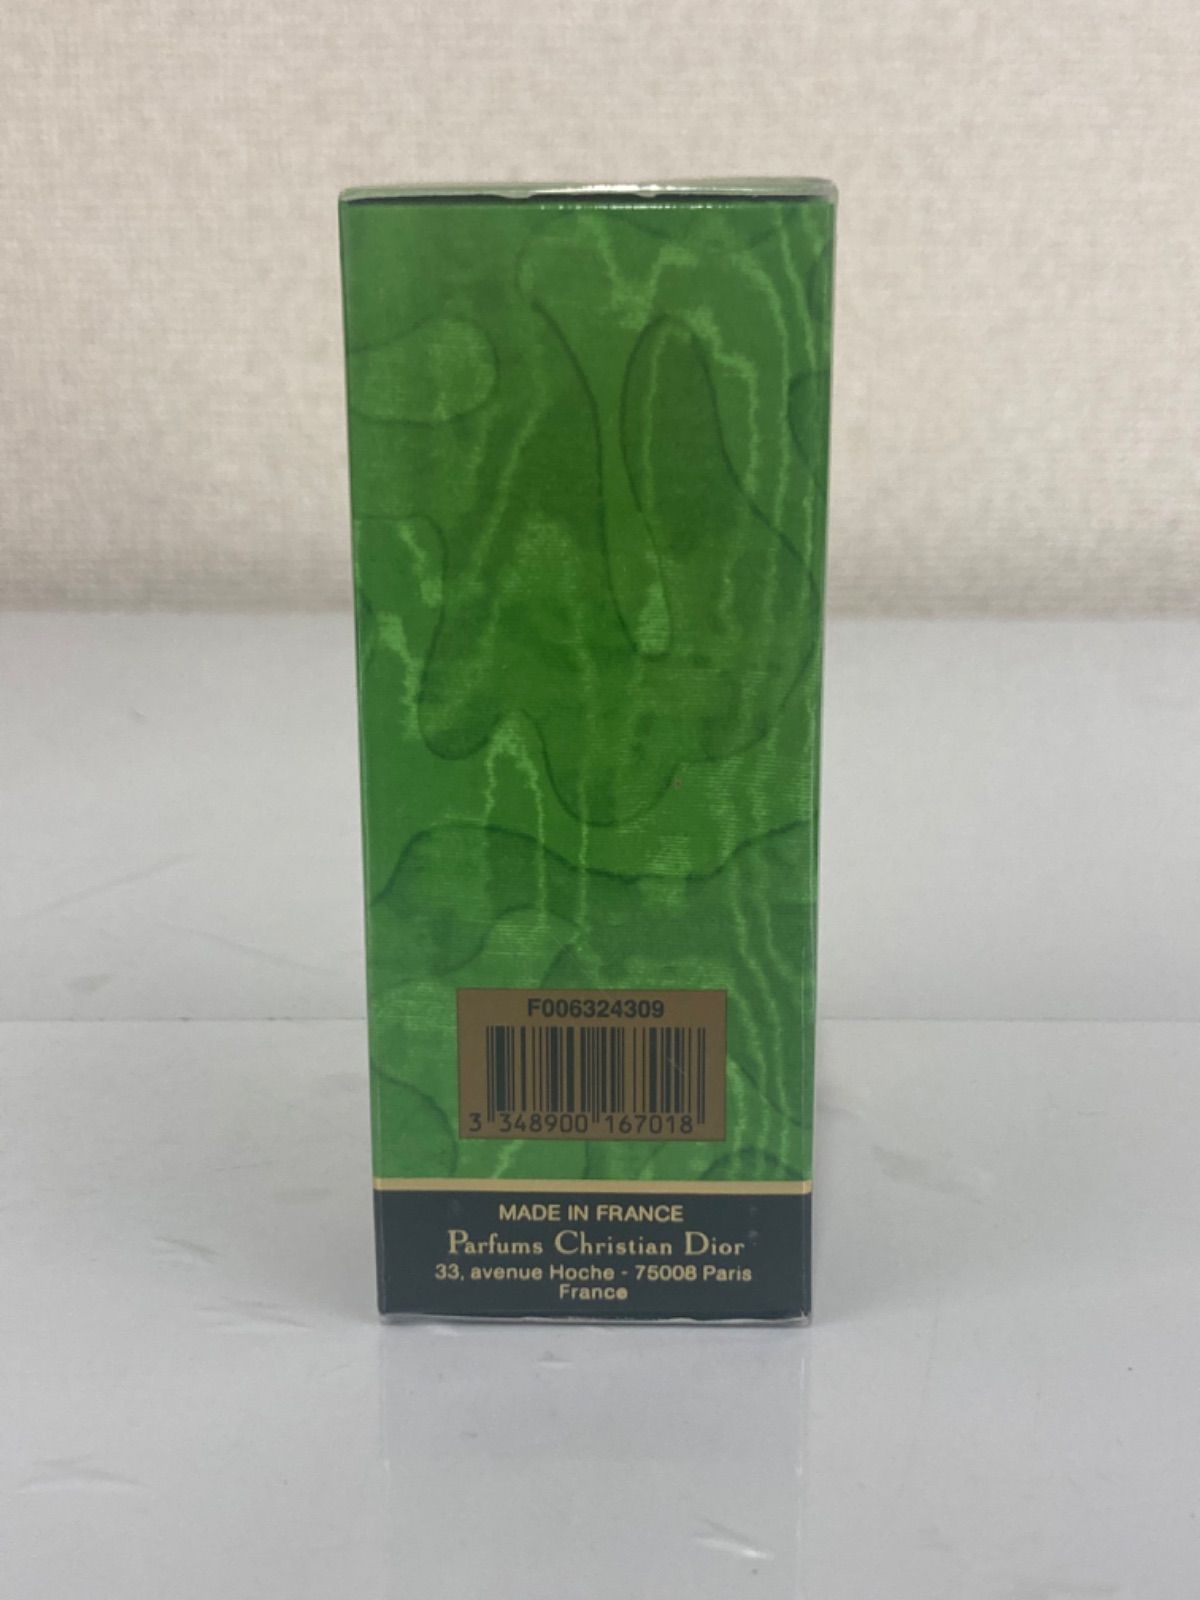 F006324309
3 348900 167018
MADE IN FRANCE
Parfums Christian Dior
33, avenue Hoche - 75008 Paris
France